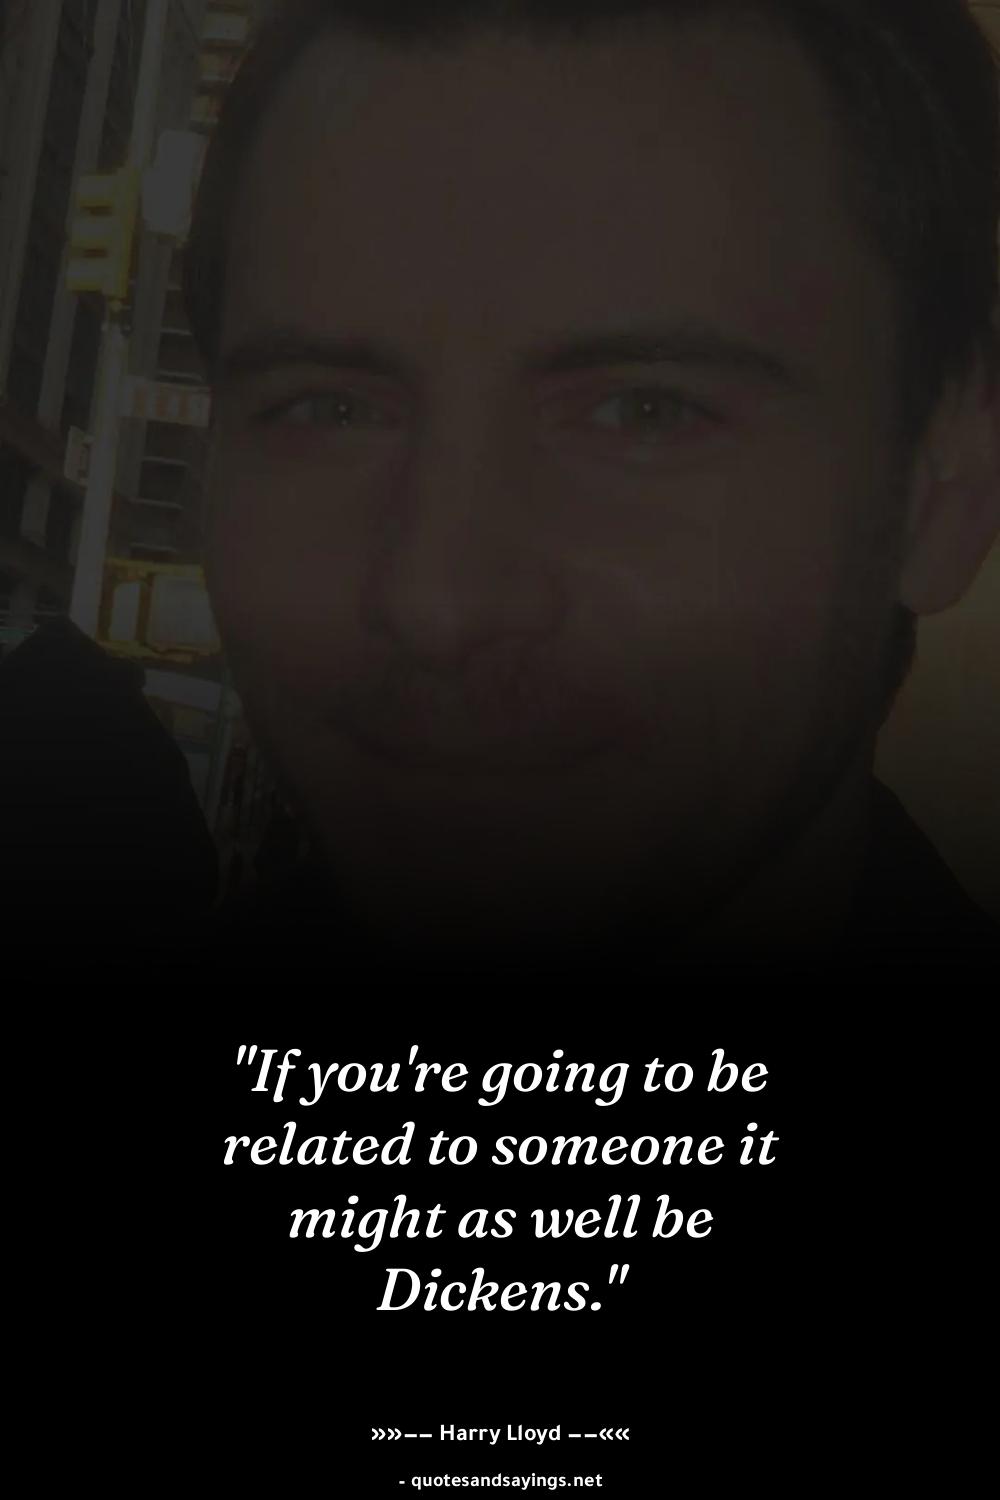 "If you're going to be
related to someone it
might as well be
Dickens."
»»–– Harry Lloyd ––««
- quotesandsayings.net